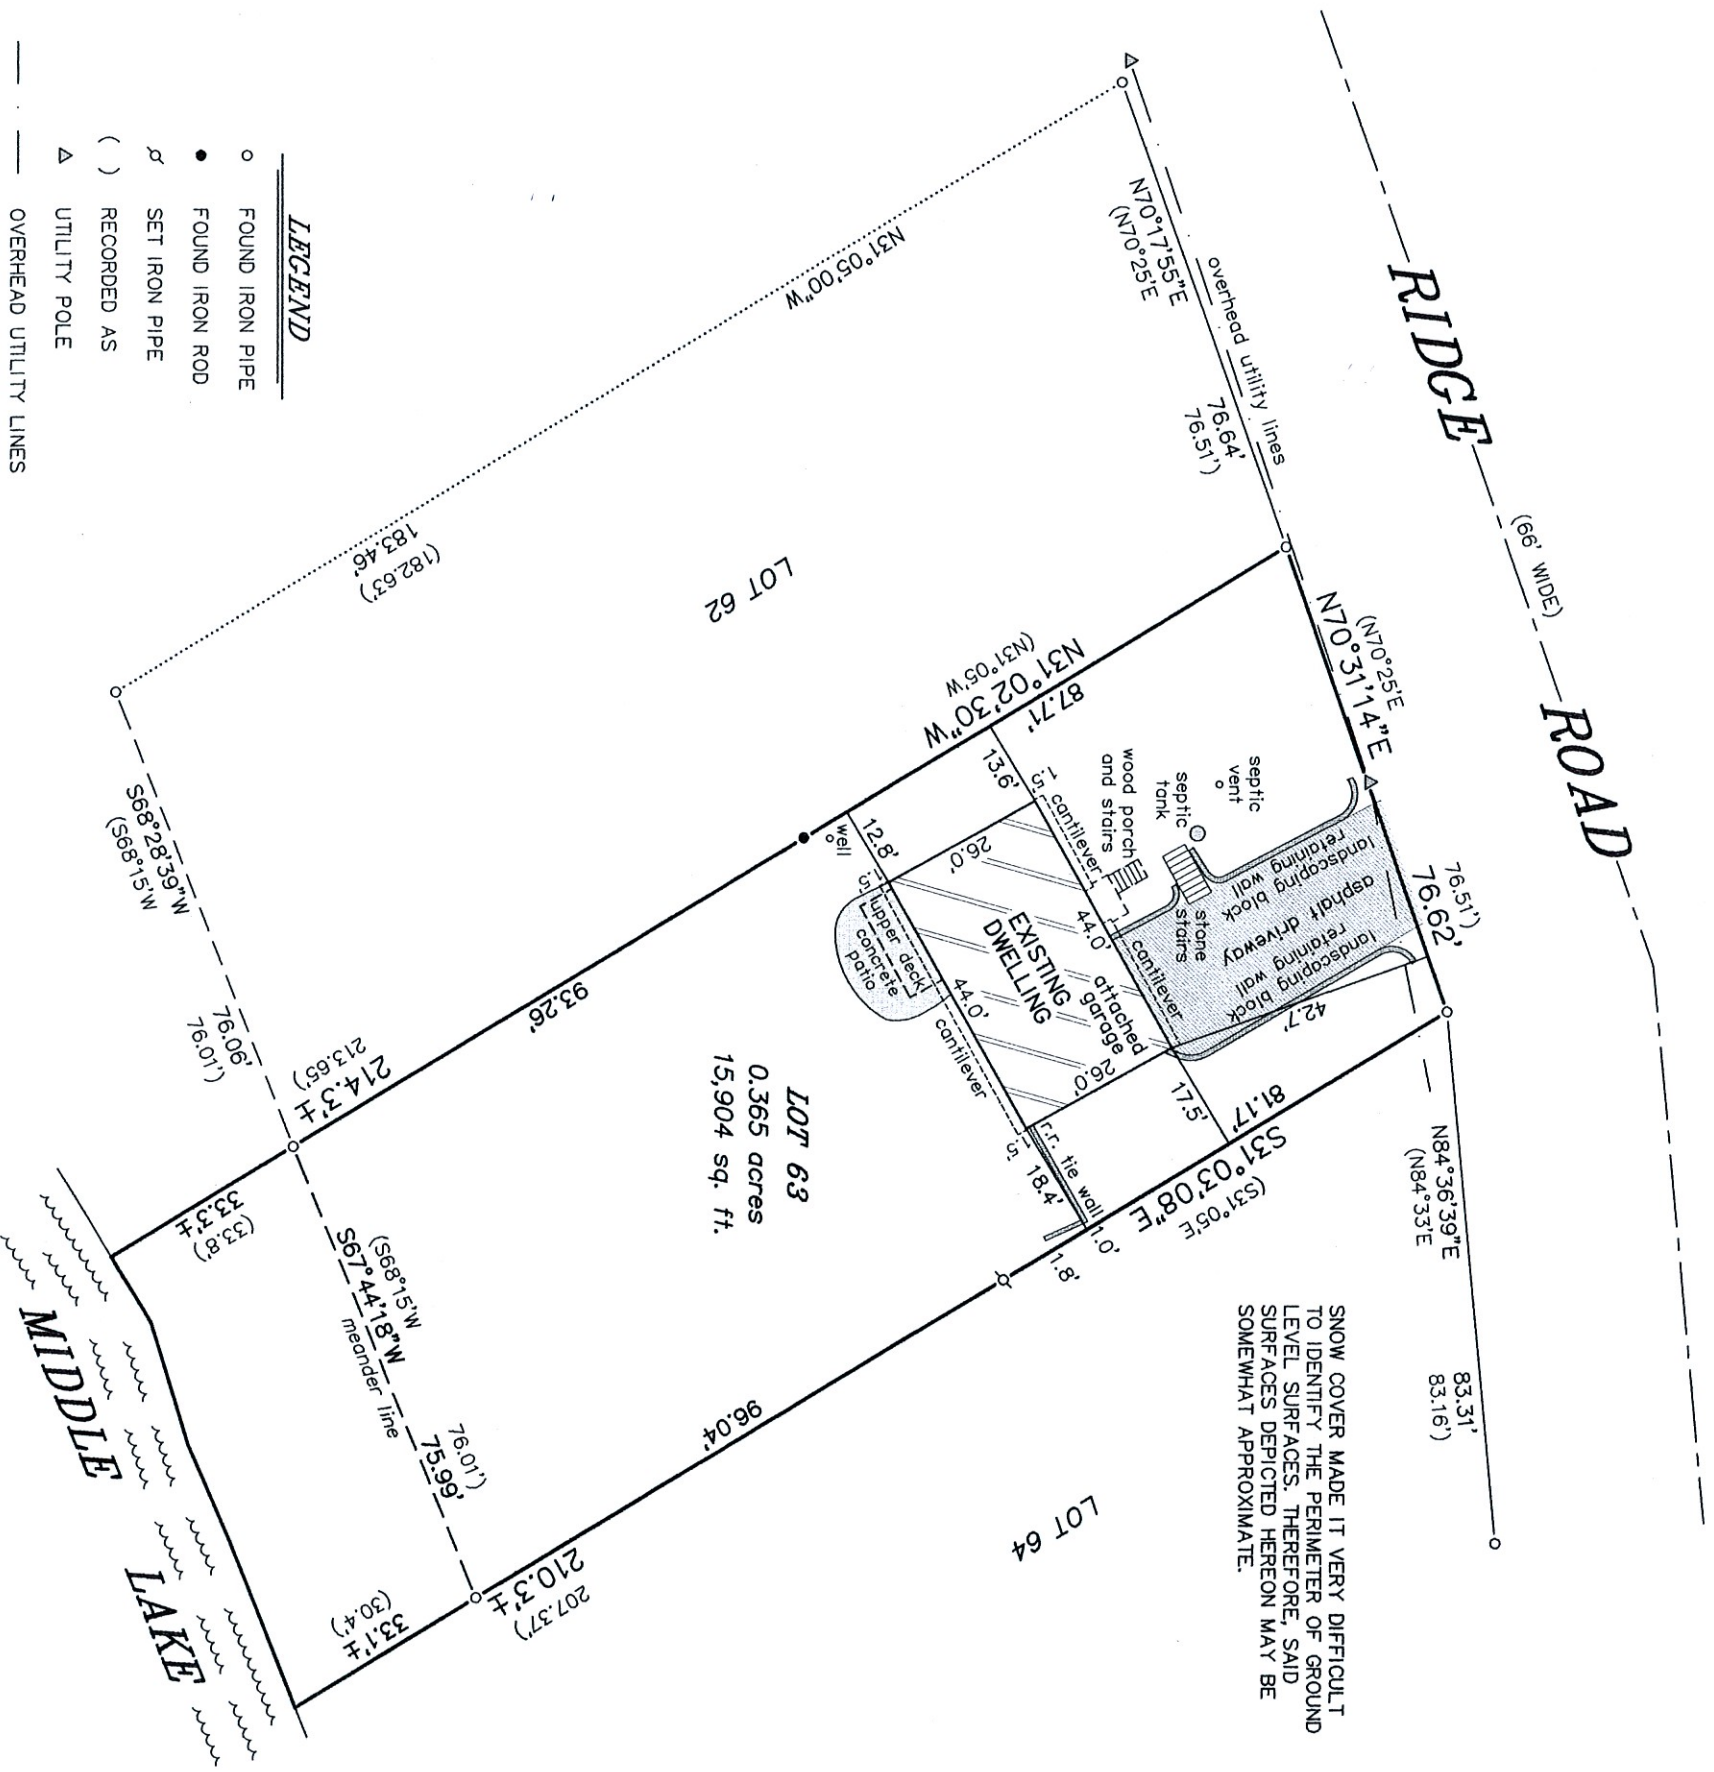 RIDGE
(66' WIDE)
ROAD
N70°17'55"E
(N70°25'E
overhead utility lines
76.64'
76.51')
(N70°25'E
N70°31'14"E
76.51')
76.62'
N84°36'39"E
(N84°33'E
83.31'
83.16')
N31°05'00"W
(182.63')
183.46'
LOT 62
N31°02'30"W
(N31°05'W
87.71'
13.6'
1.5'
cantilever
wood porch
and stairs
septic
tank
septic
vent
stone
stairs
landscaping block
retaining wall
asphalt driveway
landscaping block
retaining wall
42.7'
cantilever
44.0'
26.0'
EXISTING
DWELLING
attached
garage
26.0'
12.8'
well
.5'
upper deck
concrete
patio
44.0'
cantilever
.5'
17.5'
81.17'
S31°03'08"E
(S31°05'E
r.r. tie wall
18.4'
1.0'
1.8'
93.26'
214.3'±
213.65')
LOT 63
0.365 acres
15,904 sq. ft.
96.04'
210.3'±
207.37')
LOT 64
S68°28'39"W
(S68°15'W
76.06'
76.01')
(S68°15'W
S67°44'18"W
meander line
76.01')
75.99'
33.3'±
(33.8')
33.1'±
(30.4')
MIDDLE
LAKE
SNOW COVER MADE IT VERY DIFFICULT
TO IDENTIFY THE PERIMETER OF GROUND
LEVEL SURFACES. THEREFORE, SAID
SURFACES DEPICTED HEREON MAY BE
SOMEWHAT APPROXIMATE.
LEGEND
FOUND IRON PIPE
FOUND IRON ROD
SET IRON PIPE
( ) RECORDED AS
UTILITY POLE
OVERHEAD UTILITY LINES